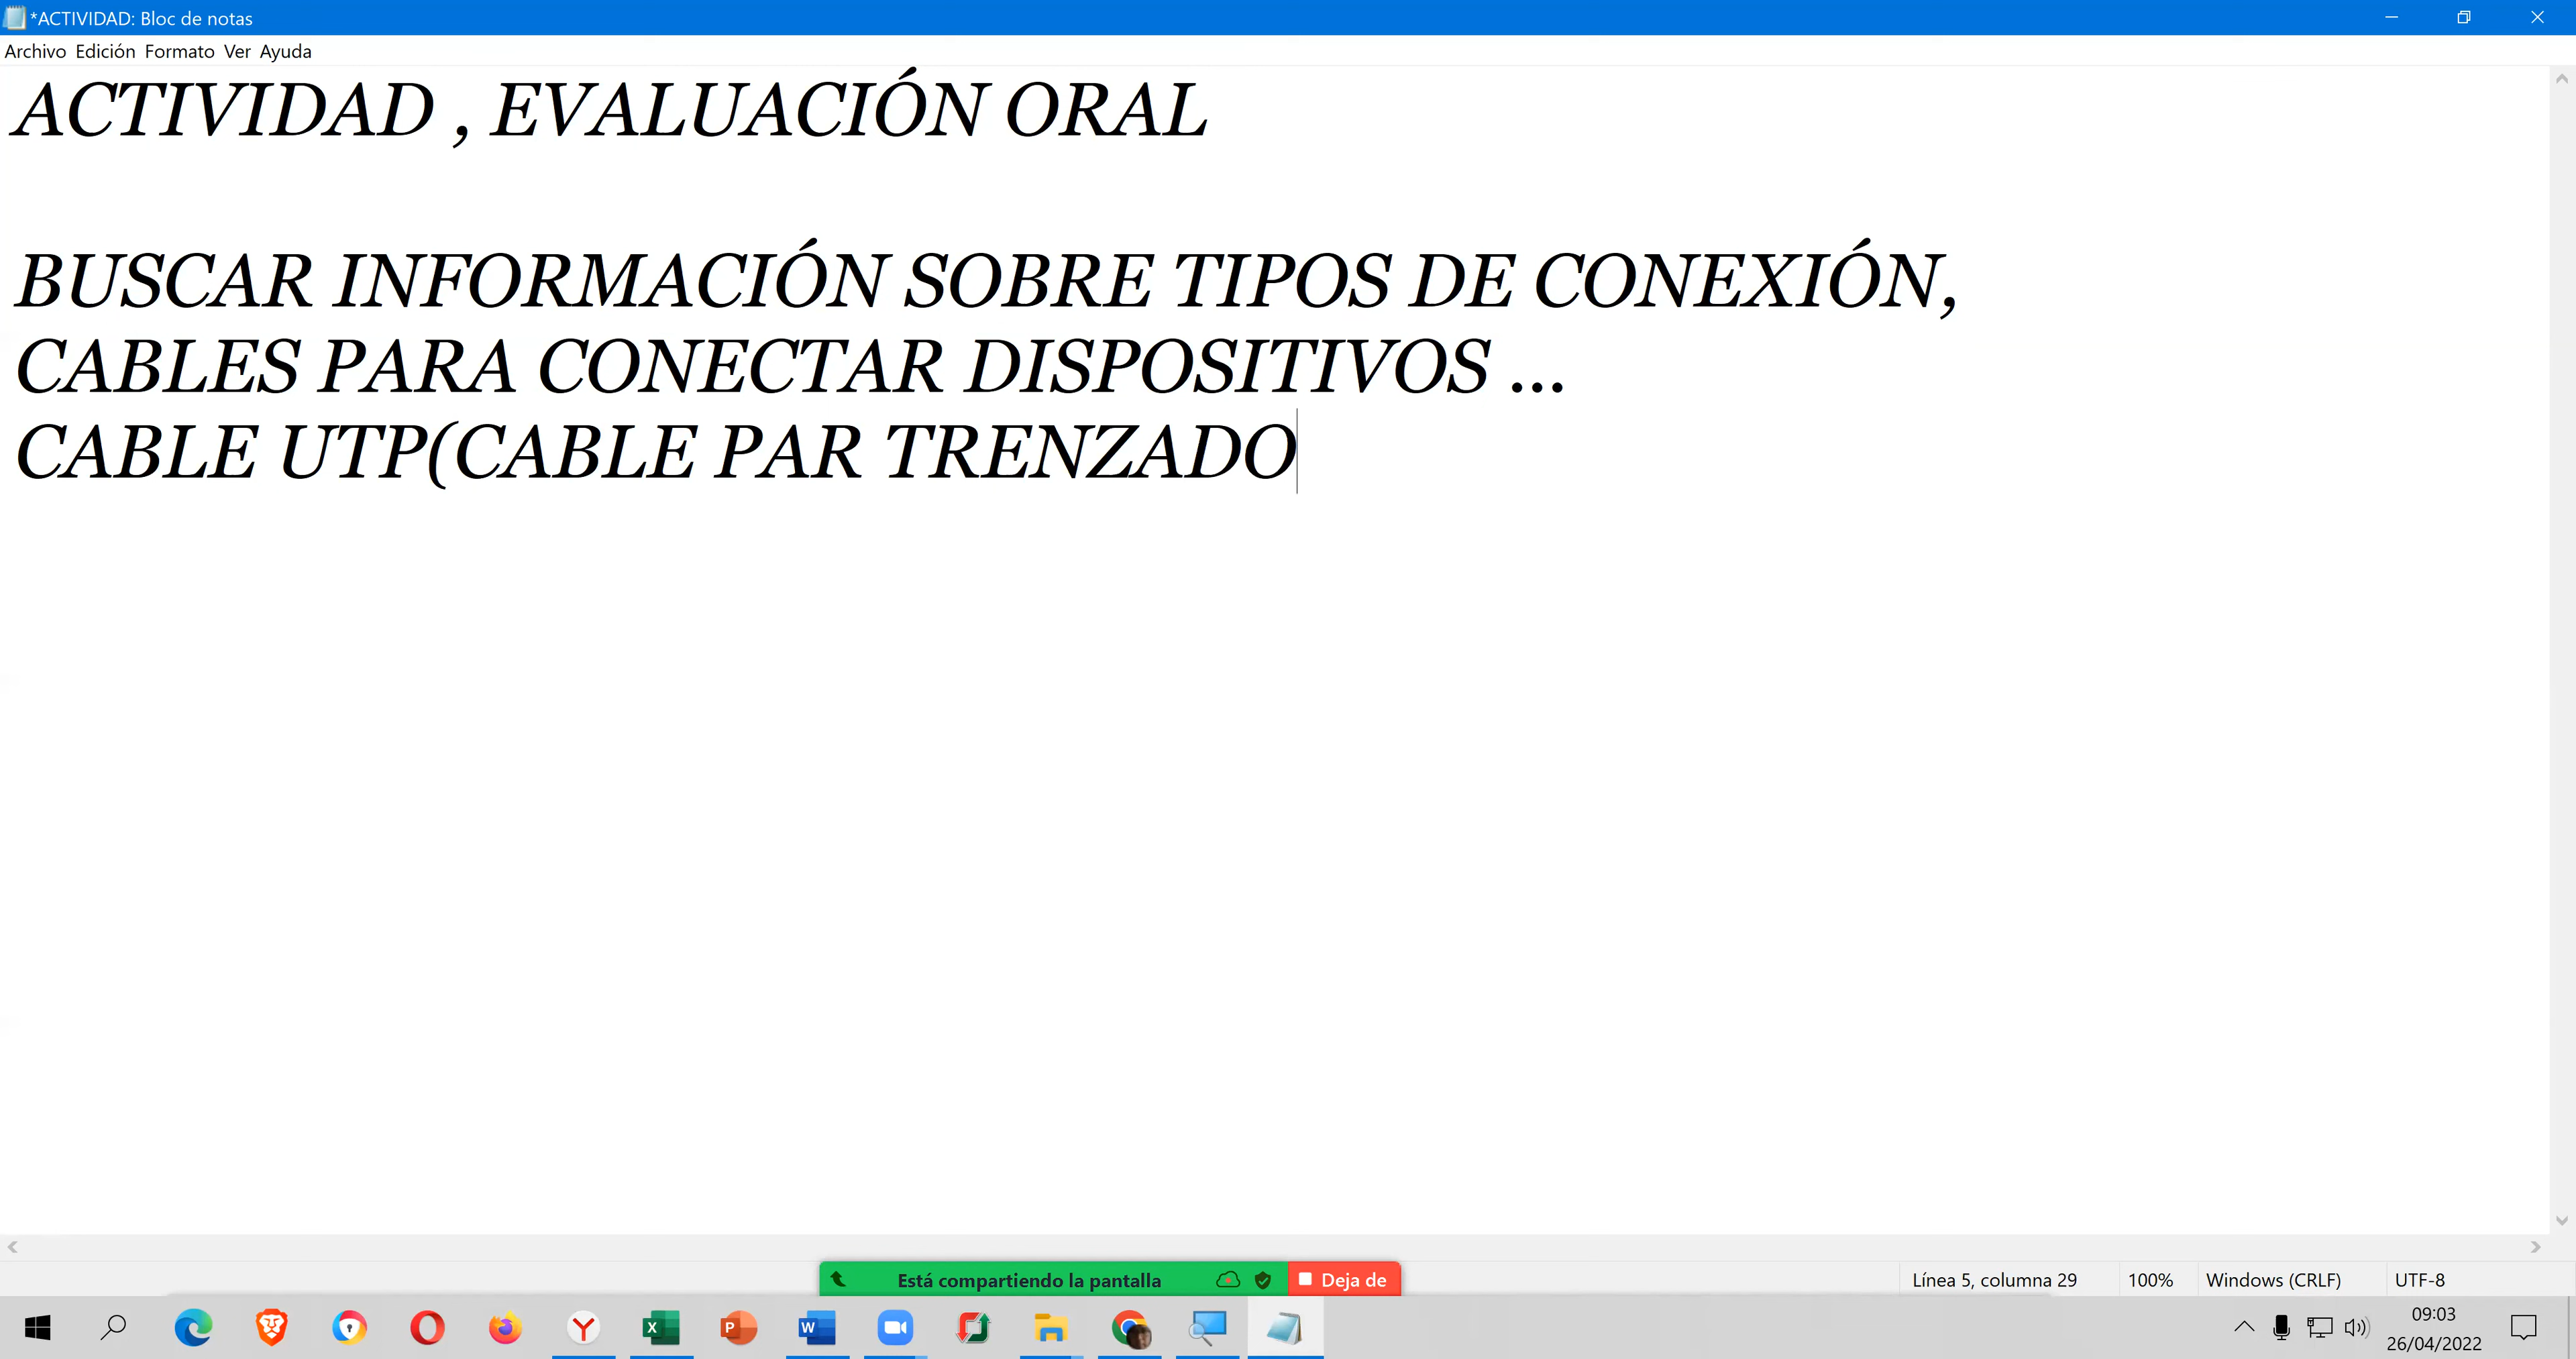 *ACTIVIDAD: Bloc de notas
Archivo Edición Formato Ver Ayuda
ACTIVIDAD , EVALUACIÓN ORAL
BUSCAR INFORMACIÓN SOBRE TIPOS DE CONEXIÓN,
CABLES PARA CONECTAR DISPOSITIVOS ...
CABLE UTP(CABLE PAR TRENZADO
Está compartiendo la pantalla Deja de
Línea 5, columna 29 100% Windows (CRLF) UTF-8
09:03
26/04/2022